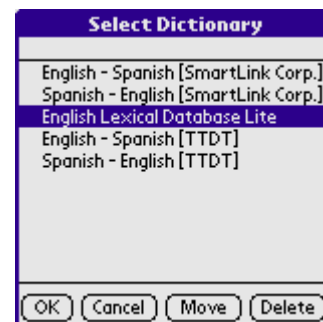 Select Dictionary
English - Spanish [SmartLink Corp.]
Spanish - English [SmartLink Corp.]
English Lexical Database Lite
English - Spanish [TTDT]
Spanish - English [TTDT]
OK Cancel Move Delete